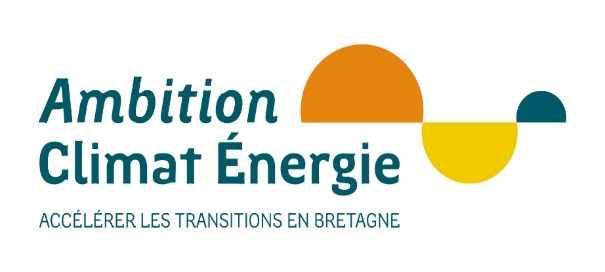 Ambition
Climat Énergie
ACCÉLÉRER LES TRANSITIONS EN BRETAGNE